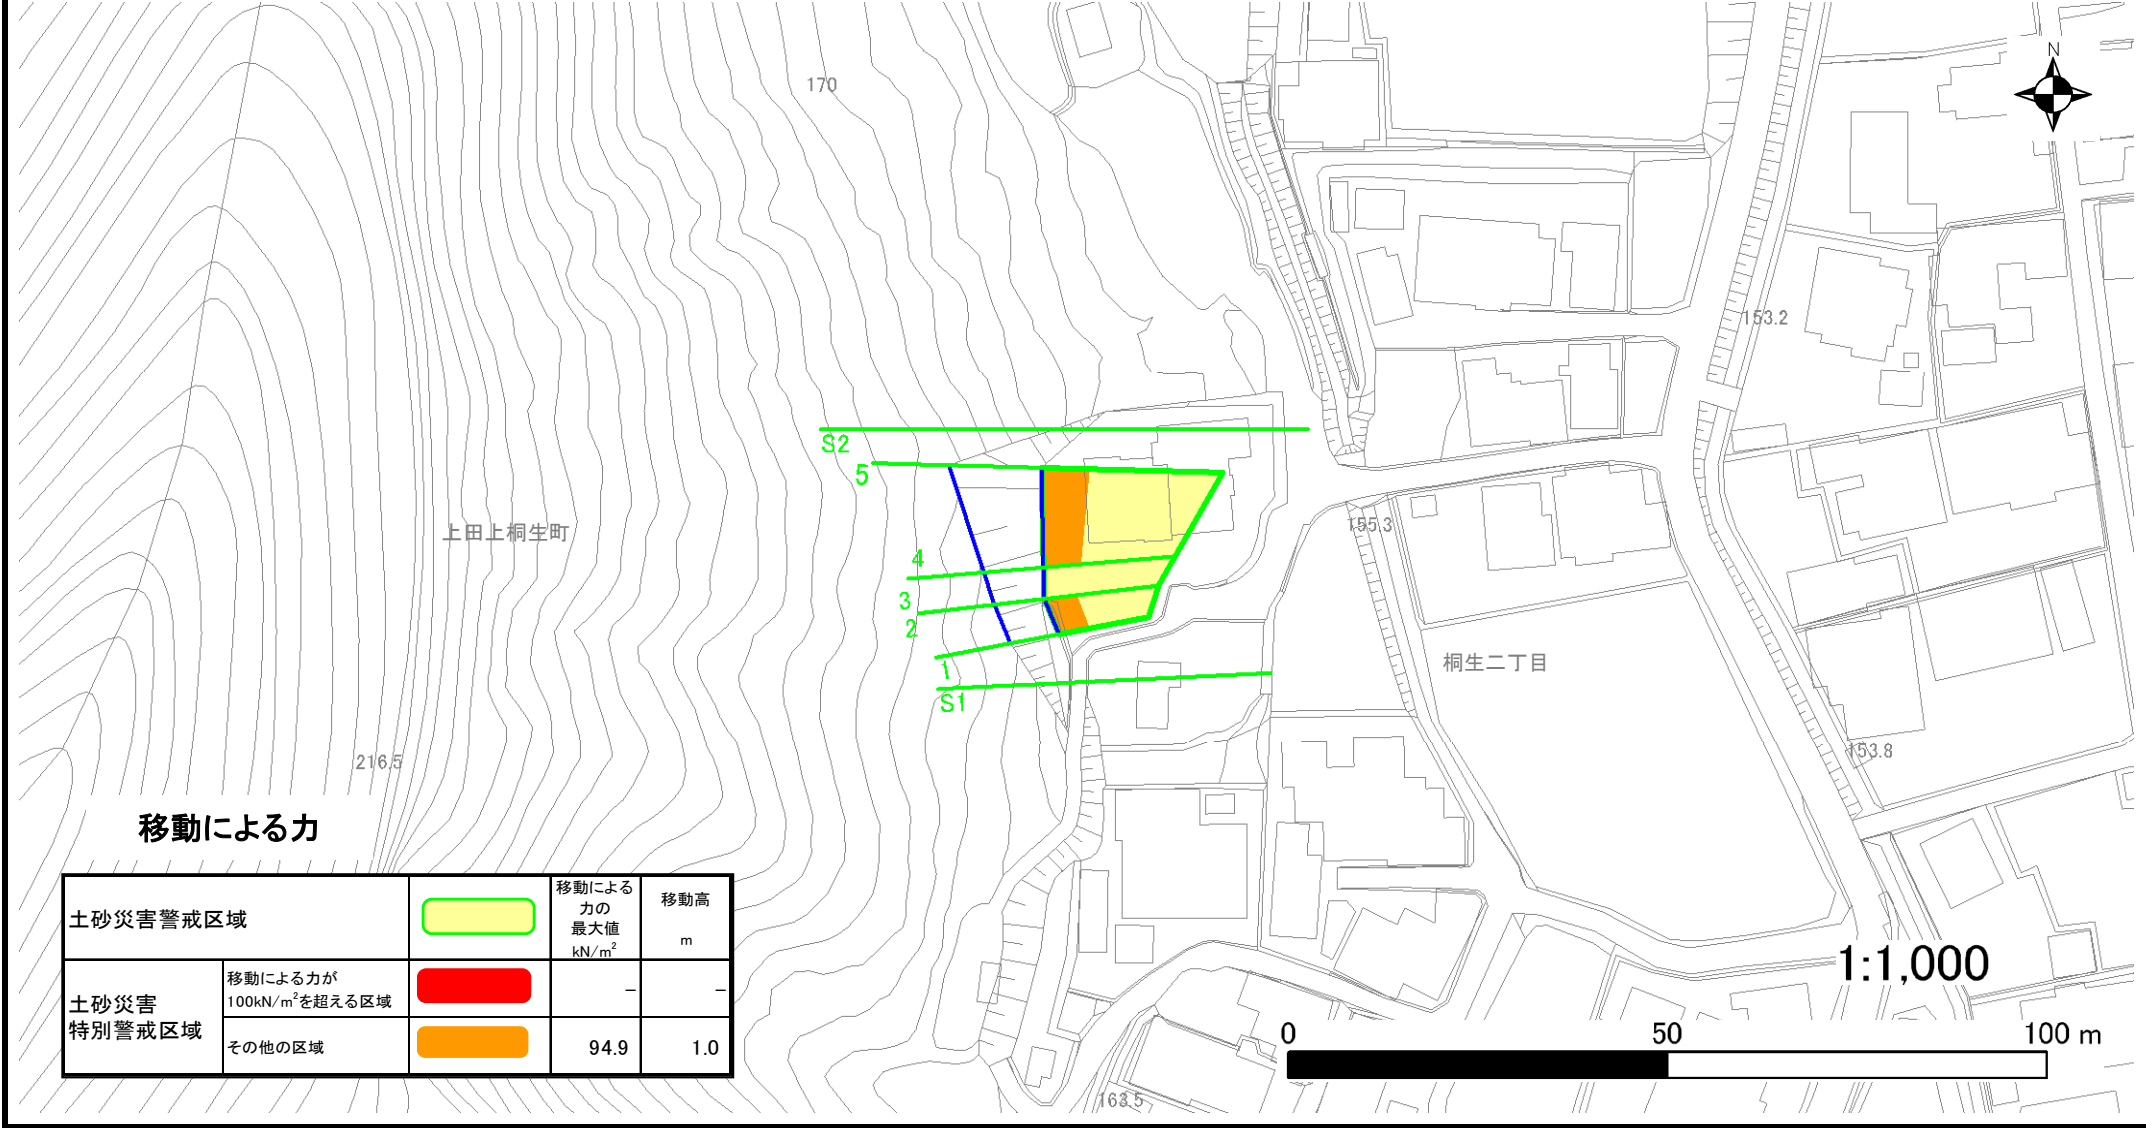 N
170
153.2
S2
5
上田上桐生町
155.3
4
3
2
1
S1
桐生二丁目
216.5
153.8
移動による力
土砂災害警戒区域
移動による
力の
最大値
kN/m²
移動高
m
土砂災害
特別警戒区域
移動による力が
100kN/m²を超える区域
-
-
その他の区域
94.9
1.0
1:1,000
0
50
100 m
163.5